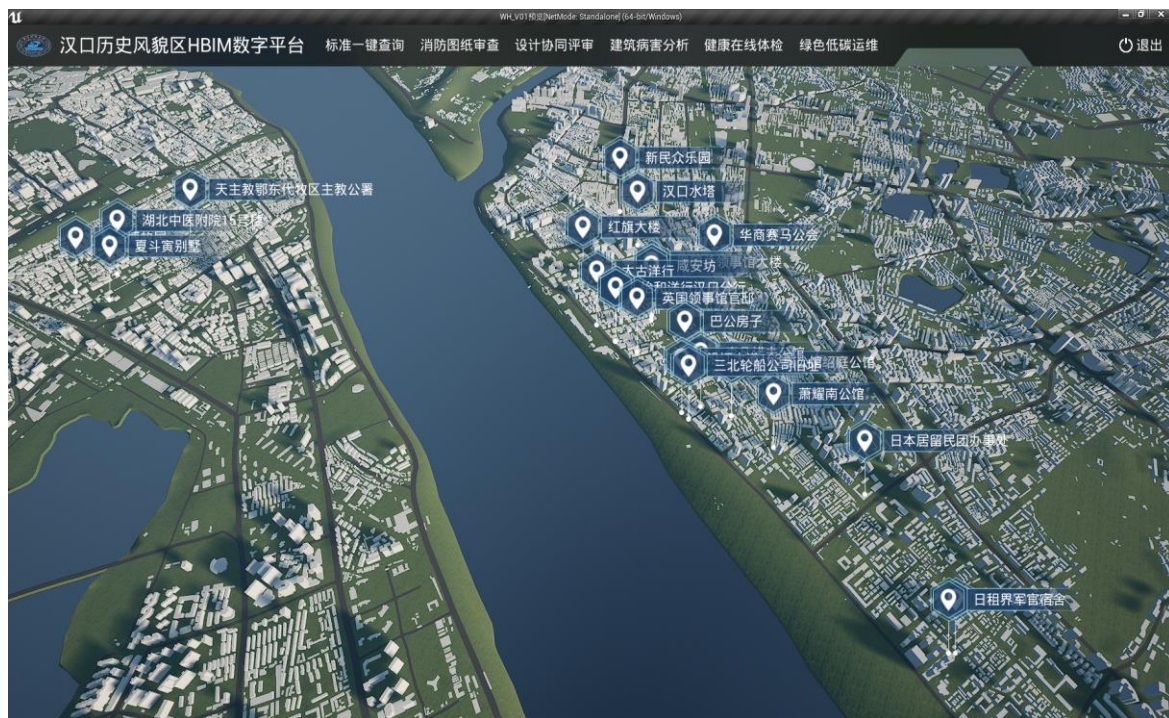 WH_V01预览[NetMode: Standalone] (64-bit/Windows)
汉口历史风貌区HBIM数字平台
标准一键查询 消防图纸审查 设计协同评审 建筑病害分析 健康在线体检 绿色低碳运维
退出
新民众乐园
天主教鄂东代牧区主教公署
汉口水塔
湖北中医附院
红旗大楼
华商赛马公会
夏斗寅别墅
咸安坊
太古洋行
英国领事馆官邸
巴公房子
三北轮船公司旧址
萧耀南公馆
日本居留民团办事处
日租界军官宿舍